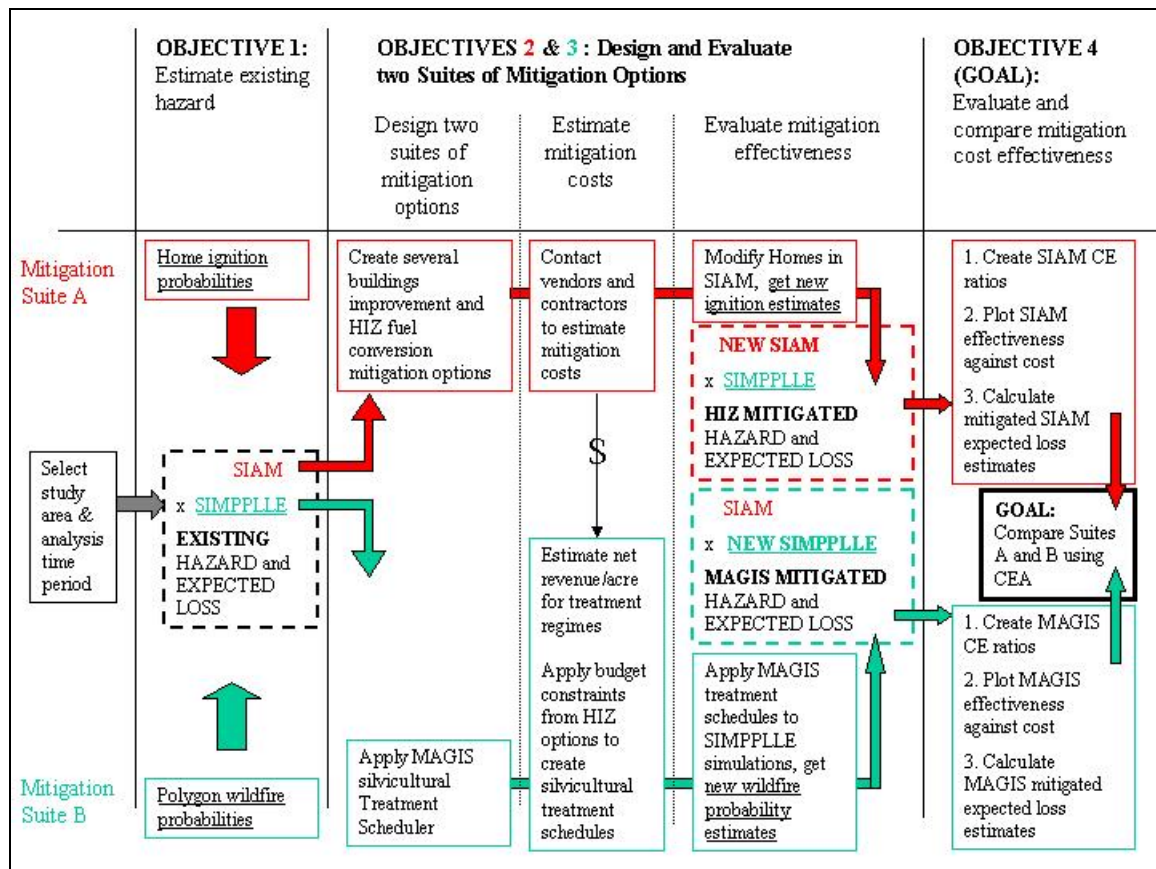 OBJECTIVE 1:
Estimate existing
hazard
OBJECTIVES 2 & 3 : Design and Evaluate
two Suites of Mitigation Options
Design two
suites of
mitigation
options
Estimate
mitigation
costs
Evaluate mitigation
effectiveness
OBJECTIVE 4
(GOAL):
Evaluate and
compare mitigation
cost effectiveness
Mitigation
Suite A
Home ignition
probabilities
Create several
buildings
improvement and
HIZ fuel
conversion
mitigation options
Contact
vendors and
contractors to
estimate
mitigation
costs
Modify Homes in
SIAM, get new
ignition estimates
NEW SIAM
x SIMPPLLE
HIZ MITIGATED
HAZARD and
EXPECTED LOSS
1. Create SIAM CE
ratios
2. Plot SIAM
effectiveness
against cost
3. Calculate
mitigated SIAM
expected loss
estimates
Select
study
area &
analysis
time
period
SIAM
x SIMPPLLE
EXISTING
HAZARD and
EXPECTED
LOSS
$
SIAM
x NEW SIMPPLLE
MAGIS MITIGATED
HAZARD and
EXPECTED LOSS
GOAL:
Compare Suites
A and B using
CEA
Mitigation
Suite B
Polygon wildfire
probabilities
Apply MAGIS
silvicultural
Treatment
Scheduler
Estimate net
revenue/acre
for treatment
regimes
Apply budget
constraints
from HIZ
options to
create
silvicultural
treatment
schedules
Apply MAGIS
treatment
schedules to
SIMPPLLE
simulations, get
new wildfire
probability
estimates
1. Create MAGIS
CE ratios
2. Plot MAGIS
effectiveness
against cost
3. Calculate
MAGIS mitigated
expected loss
estimates